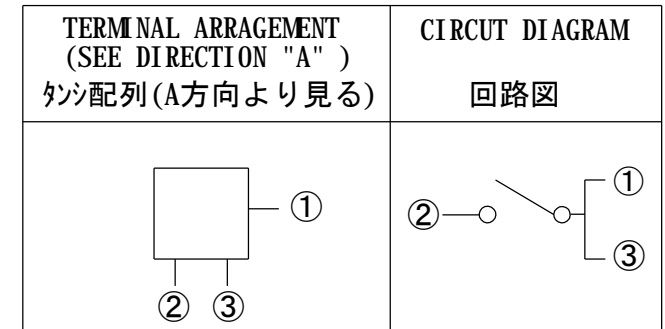 TERMINAL ARRAGEMENT
(SEE DIRECTION "A" )
ﾀﾝｼ配列(A方向より見る)
CIRCUT DIAGRAM
回路図
①
② ③
①
②
③